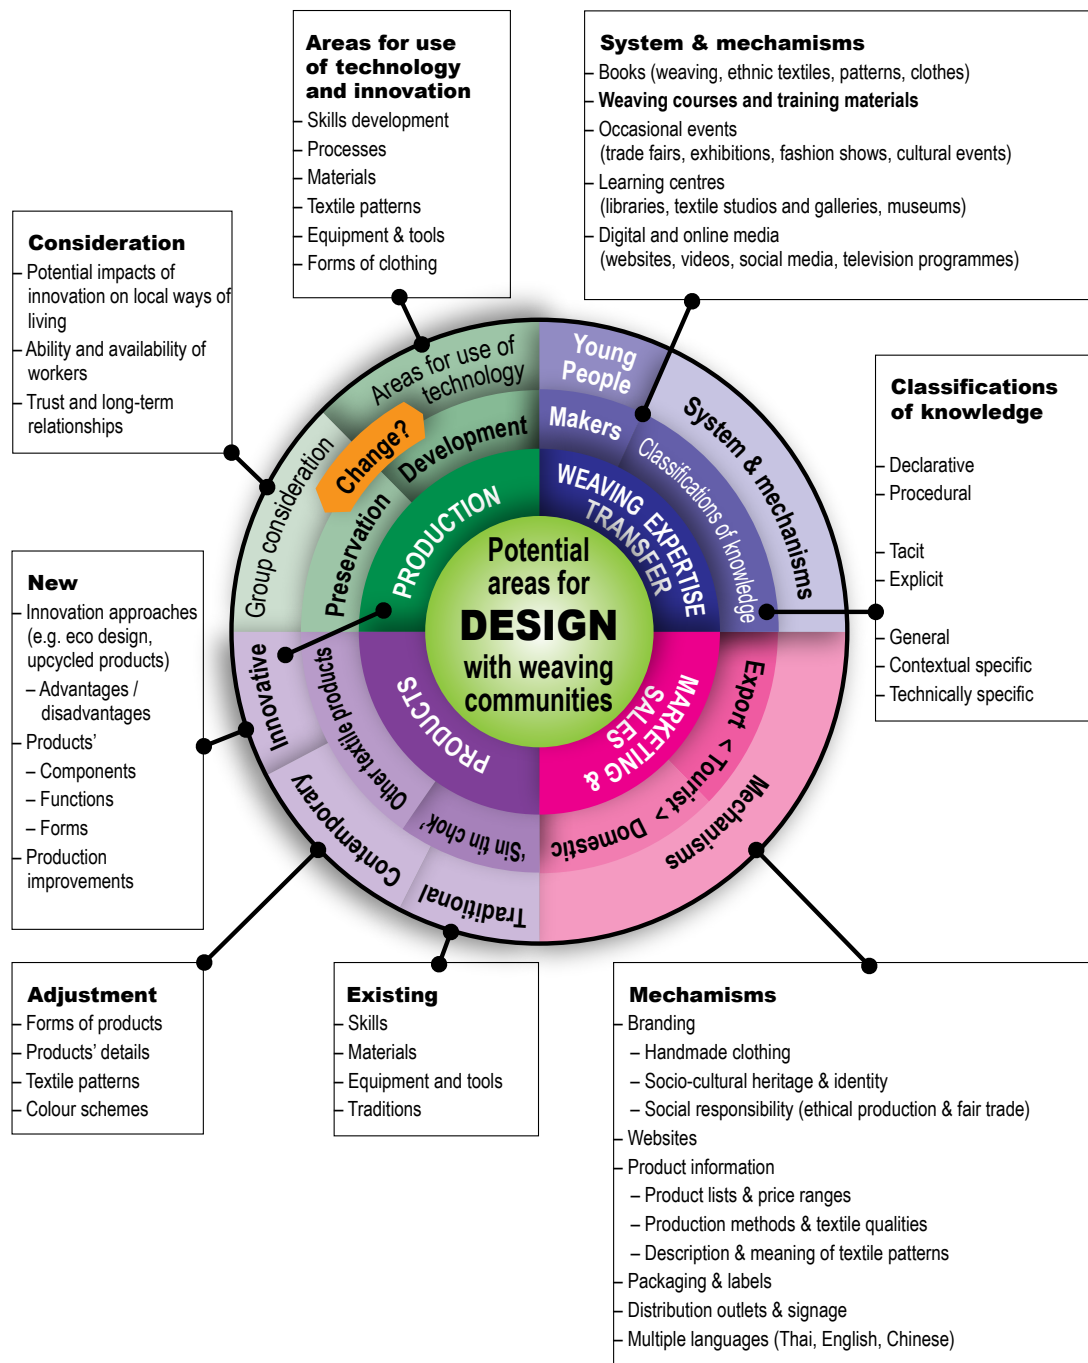 Areas for use
of technology
and innovation
– Skills development
– Processes
– Materials
– Textile patterns
– Equipment & tools
– Forms of clothing
System & mechamisms
– Books (weaving, ethnic textiles, patterns, clothes)
– Weaving courses and training materials
– Occasional events
(trade fairs, exhibitions, fashion shows, cultural events)
– Learning centres
(libraries, textile studios and galleries, museums)
– Digital and online media
(websites, videos, social media, television programmes)
Consideration
– Potential impacts of
innovation on local ways of
living
– Ability and availability of
workers
– Trust and long-term
relationships
Classifications
of knowledge
– Declarative
– Procedural
– Tacit
– Explicit
– General
– Contextual specific
– Technically specific
Areas for use of
technology
Group consideration
Change?
Development
Preservation
PRODUCTION
Young
People
Makers
System & mechanisms
Classifications of knowledge
WEAVING EXPERTISE
TRANSFER
Potential
areas for
DESIGN
with weaving
communities
Innovative
Contemporary
Traditional
Other textile products
'Sin tin chok'
PRODUCTS
MARKETING &
SALES
Export < Tourist > Domestic
Mechamisms
New
– Innovation approaches
(e.g. eco design,
upcycled products)
– Advantages /
disadvantages
– Products'
– Components
– Functions
– Forms
– Production
improvements
Adjustment
– Forms of products
– Products' details
– Textile patterns
– Colour schemes
Existing
– Skills
– Materials
– Equipment and tools
– Traditions
Mechamisms
– Branding
– Handmade clothing
– Socio-cultural heritage & identity
– Social responsibility (ethical production & fair trade)
– Websites
– Product information
– Product lists & price ranges
– Production methods & textile qualities
– Description & meaning of textile patterns
– Packaging & labels
– Distribution outlets & signage
– Multiple languages (Thai, English, Chinese)